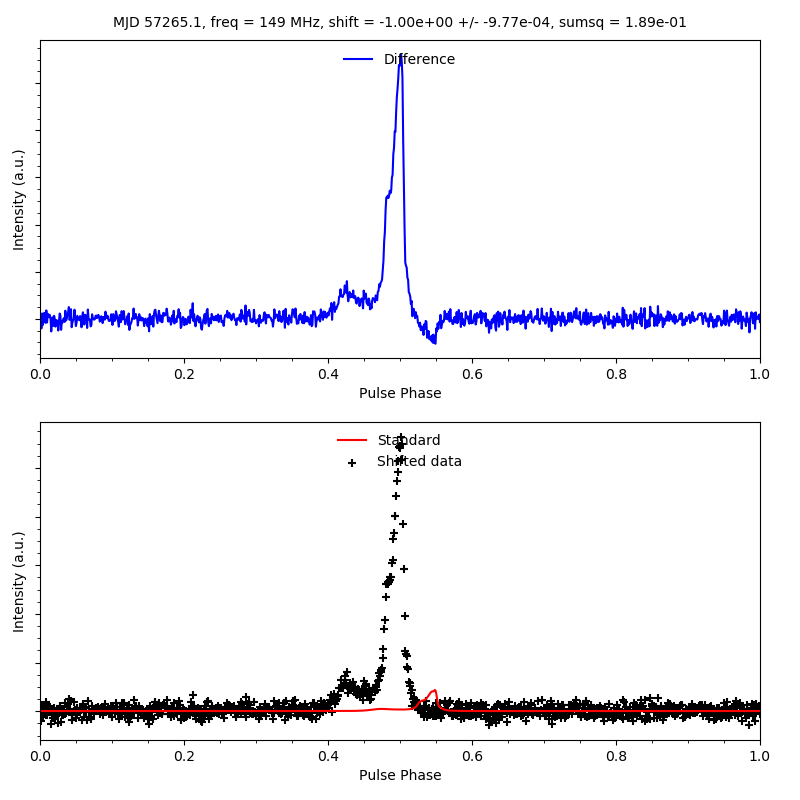 MJD 57265.1, freq = 149 MHz, shift = -1.00e+00 +/- -9.77e-04, sumsq = 1.89e-01
Difference
Intensity (a.u.)
0.0 0.2 0.4 0.6 0.8 1.0
Pulse Phase
Standard
Shifted data
Intensity (a.u.)
0.0 0.2 0.4 0.6 0.8 1.0
Pulse Phase